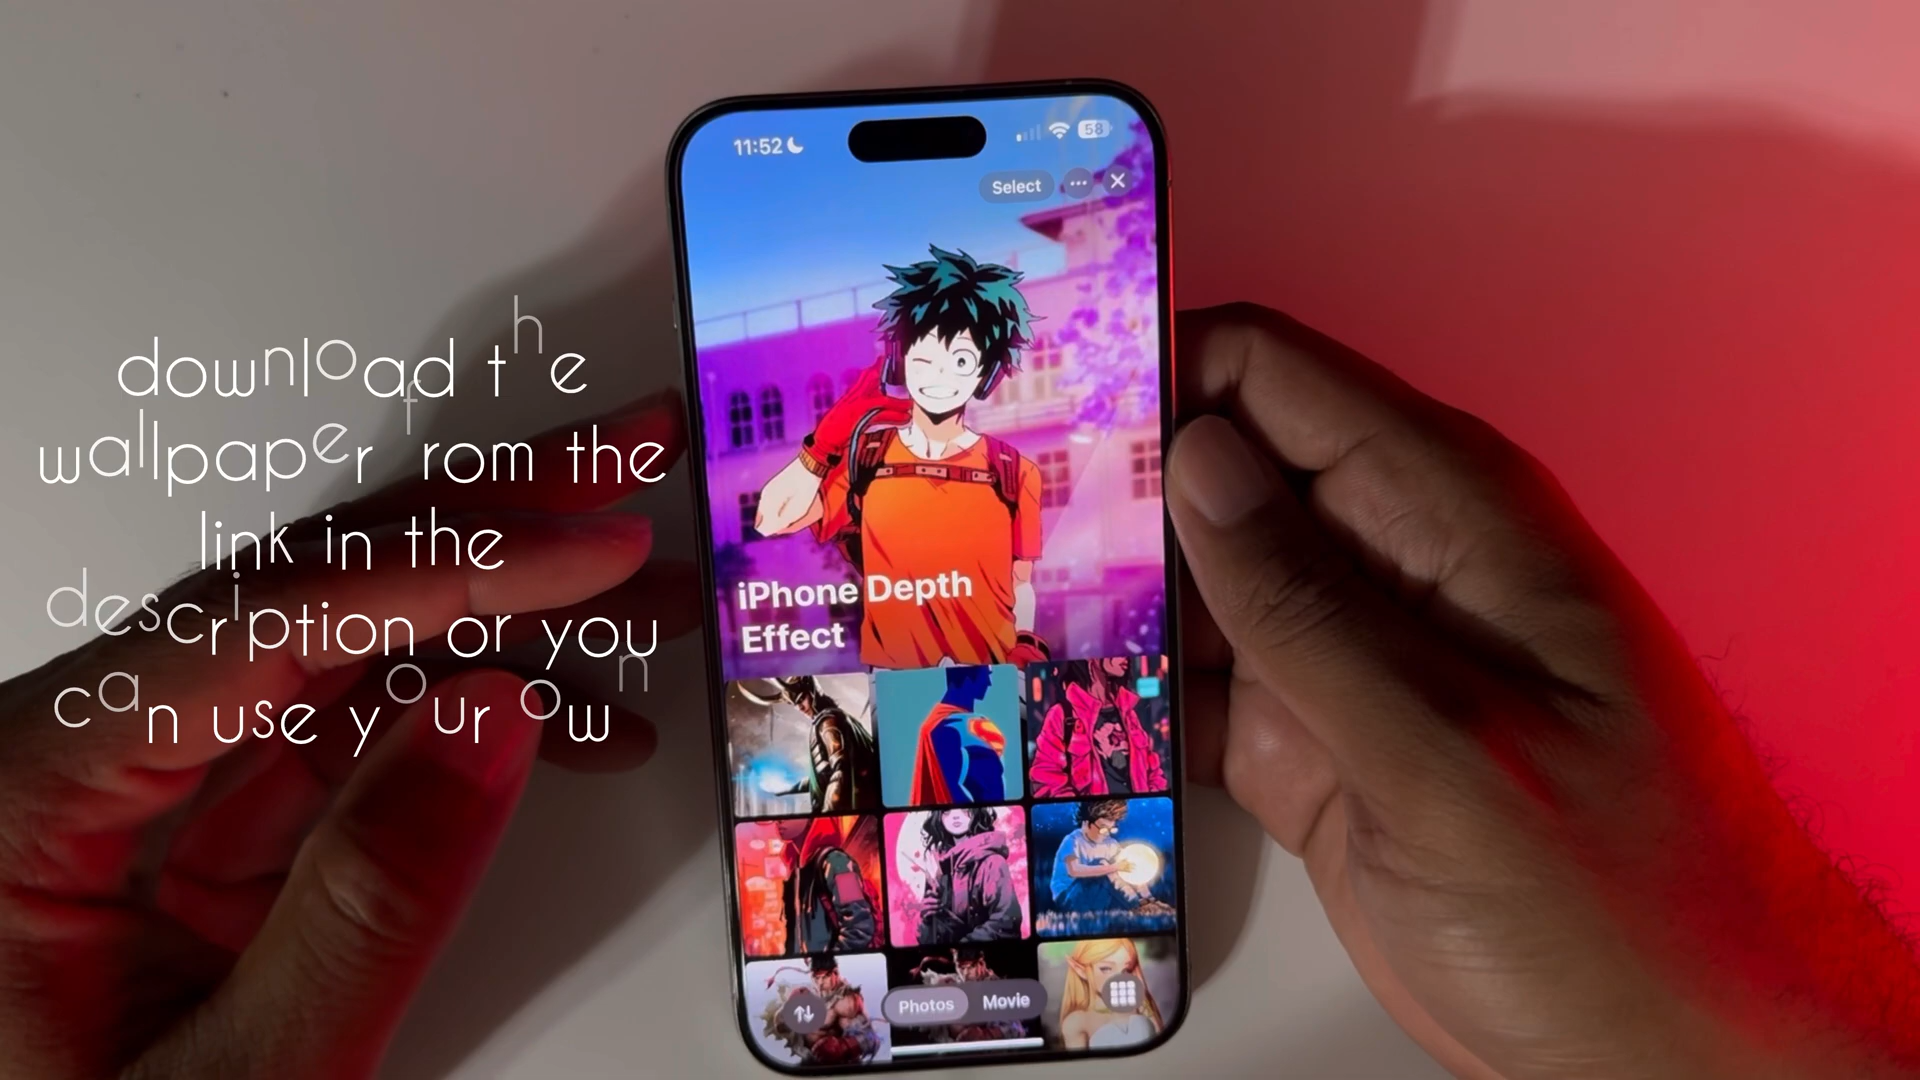 download the
wallpaper from the
link in the
description or you
can use your own
11:52
58
Select
iPhone Depth
Effect
Photos
Movie